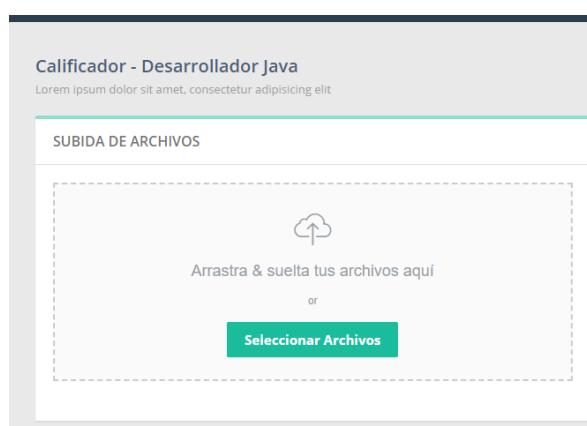 Calificador - Desarrollador Java
Lorem ipsum dolor sit amet, consectetur adipisicing elit
SUBIDA DE ARCHIVOS
Arrastra & suelta tus archivos aquí
or
Seleccionar Archivos